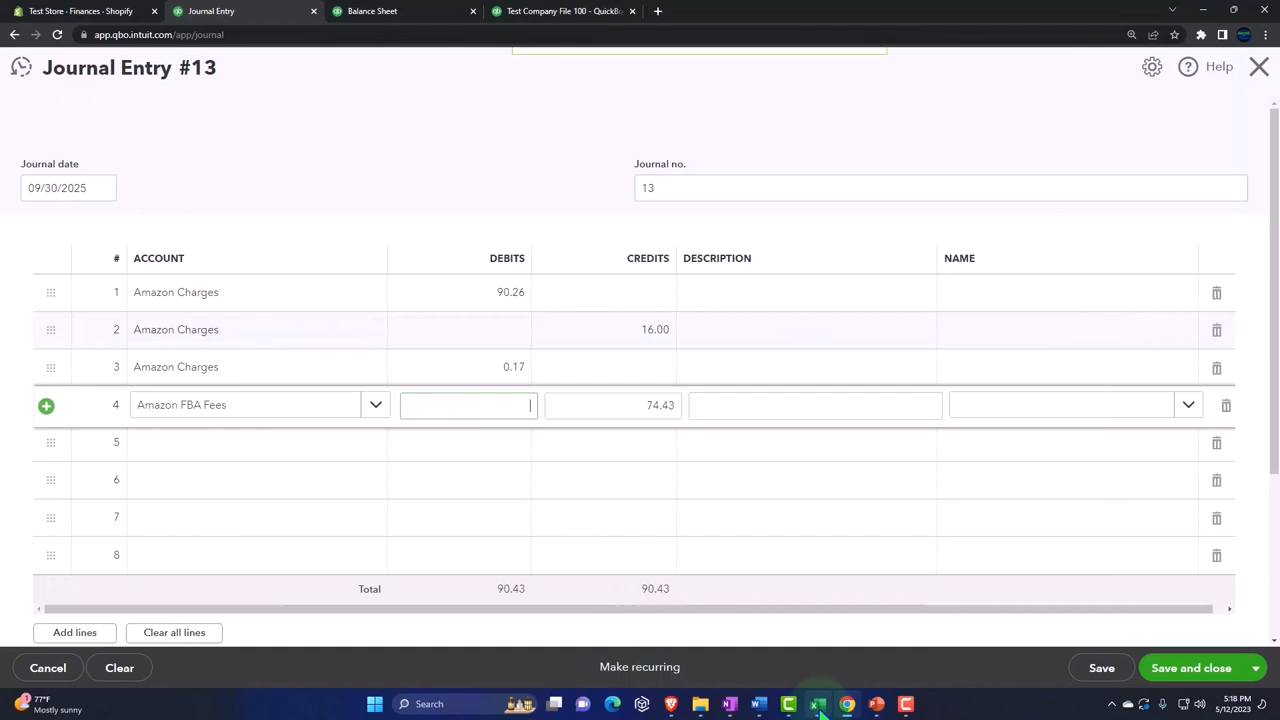 Test Store - Finances - Shopify
Journal Entry
Balance Sheet
Test Company File 100 - QuickBo
app.qbo.intuit.com/app/journal
Journal Entry #13
Help
Journal date
Journal no.
09/30/2025
13
# ACCOUNT DEBITS CREDITS DESCRIPTION NAME
1 Amazon Charges 90.26
2 Amazon Charges 16.00
3 Amazon Charges 0.17
4 Amazon FBA Fees 74.43
5
6
7
8
Total 90.43 90.43
Add lines Clear all lines
Cancel Clear Make recurring Save Save and close
77°F
Mostly sunny
Search
5:18 PM
5/12/2023